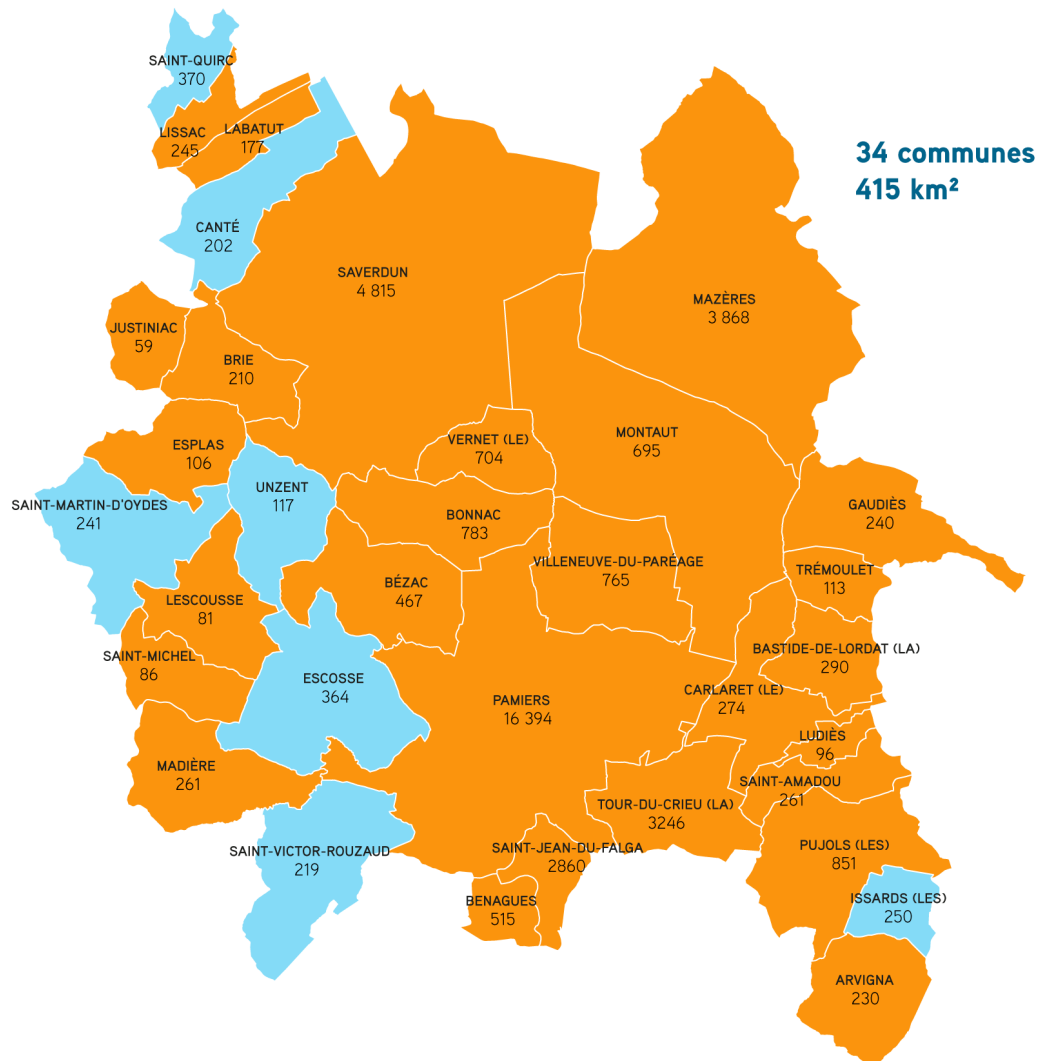 SAINT-QUIRC
370
LISSAC
245
LABATUT
177
34 communes
415 km²
CANTÉ
202
SAVERDUN
4 815
MAZÈRES
3 868
JUSTINIAC
59
BRIE
210
ESPLAS
106
VERNET (LE)
704
MONTAUT
695
UNZENT
117
SAINT-MARTIN-D'OYDES
241
BONNAC
783
GAUDIÈS
240
VILLENEUVE-DU-PARÉAGE
765
TRÉMOULET
113
BÉZAC
467
LESCOUSSE
81
SAINT-MICHEL
86
BASTIDE-DE-LORDAT (LA)
290
ESCOSSE
364
CARLARET (LE)
274
PAMIERS
16 394
LUDIÈS
96
MADIÈRE
261
SAINT-AMADOU
261
TOUR-DU-CRIEU (LA)
3246
SAINT-VICTOR-ROUZAUD
219
SAINT-JEAN-DU-FALGA
2860
PUJOLS (LES)
851
BENAGUES
515
ISSARDS (LES)
250
ARVIGNA
230